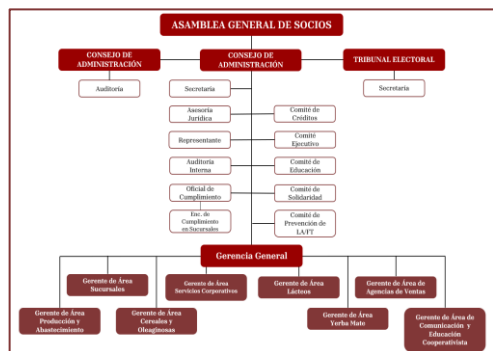 ASAMBLEA GENERAL DE SOCIOS
CONSEJO DE
ADMINISTRACIÓN
CONSEJO DE
ADMINISTRACIÓN
TRIBUNAL ELECTORAL
Auditoría
Secretaría
Secretaría
Asesoría
Jurídica
Comité de
Créditos
Representante
Comité
Ejecutivo
Auditoría
Interna
Comité de
Educación
Oficial de
Cumplimiento
Comité de
Solidaridad
Enc. de
Cumplimiento
en Sucursales
Comité de
Prevención de
LA/FT
Gerencia General
Gerente de Área
Sucursales
Gerente de Área
Servicios Corporativos
Gerente de Área
Lácteos
Gerente de Área
de Agencias de Ventas
Gerente de Área
Producción y
Abastecimiento
Gerente de Área
Cereales y
Oleaginosas
Gerente de Área
Yerba Mate
Gerente de Área de
Comunicación y
Educación
Cooperativista